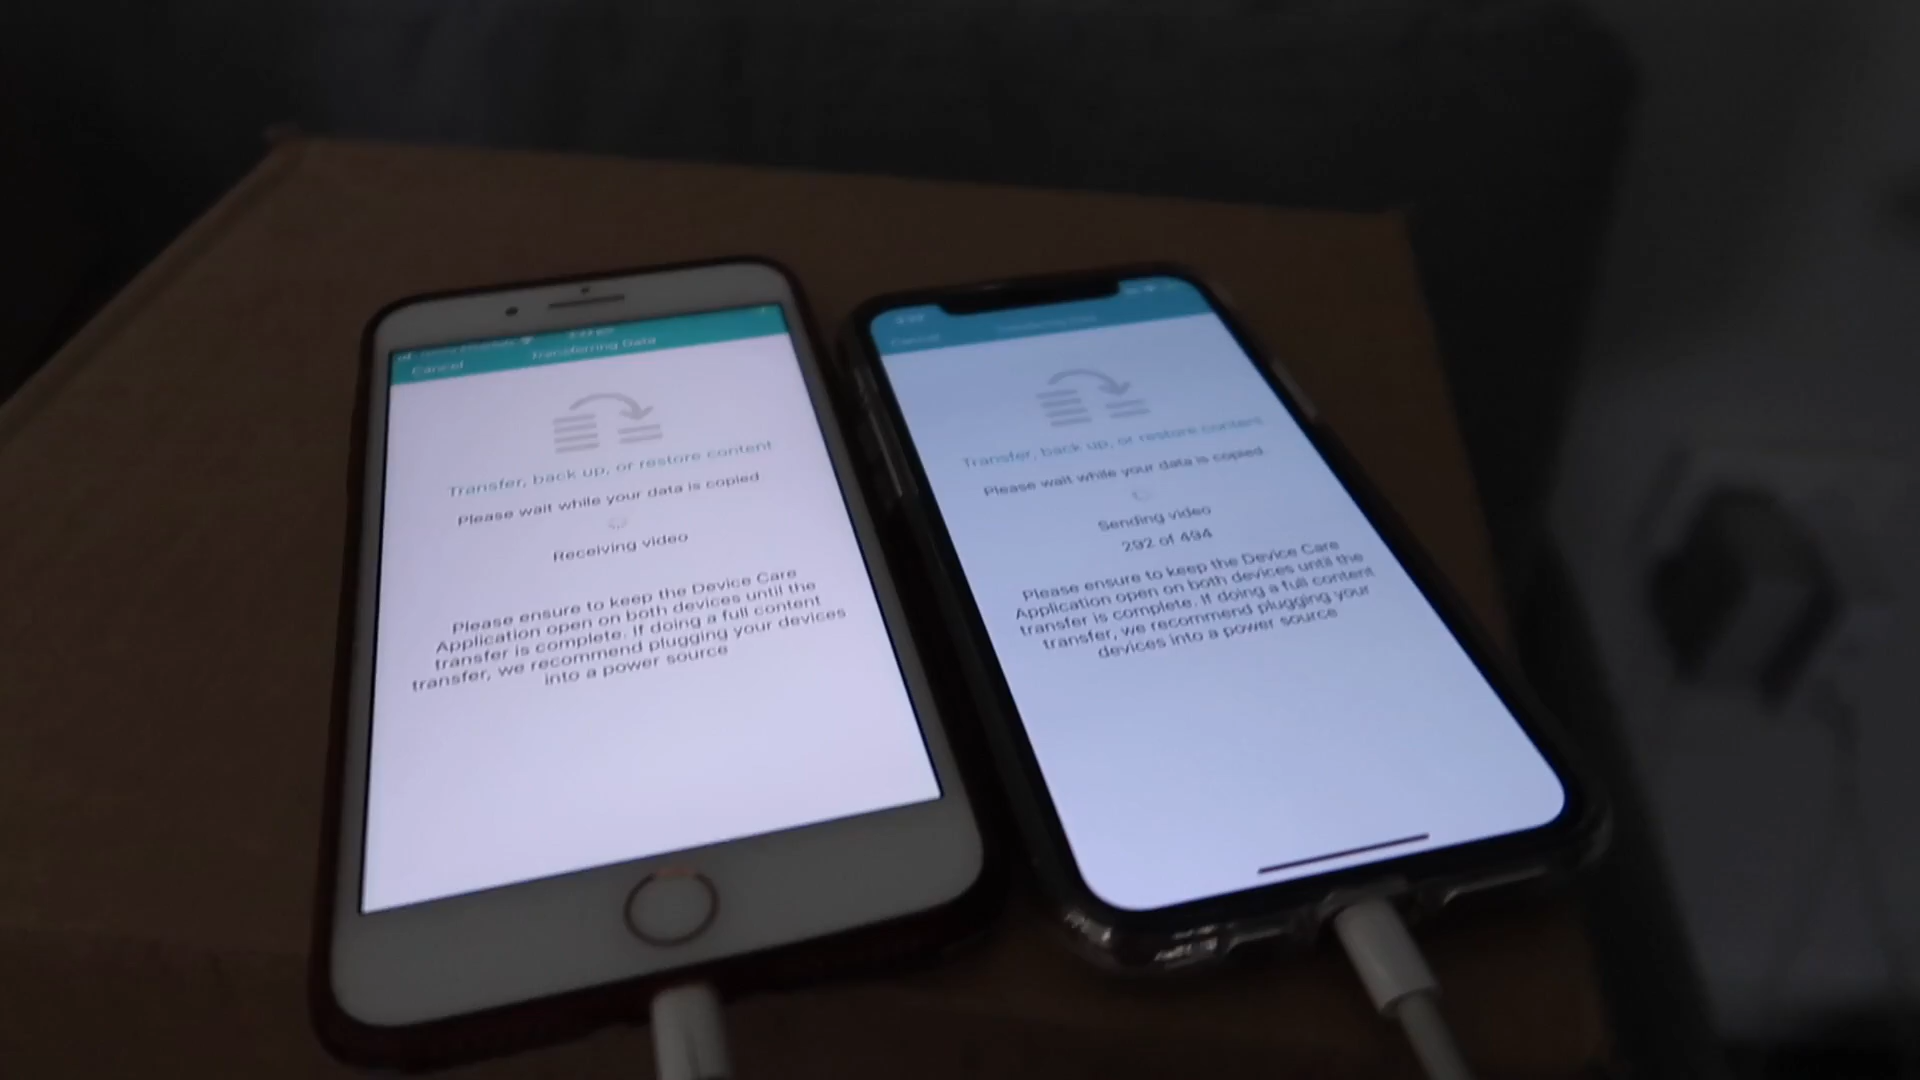 Transferring Data
Cancel
Transfer, back up, or restore content
Please wait while your data is copied
Receiving video
Please ensure to keep the Device Care
Application open on both devices until the
transfer is complete. If doing a full content
transfer, we recommend plugging your devices
into a power source
Cancel
Transfer, back up, or restore content
Please wait while your data is copied
Sending video
292 of 494
Please ensure to keep the Device Care
Application open on both devices until the
transfer is complete. If doing a full content
transfer, we recommend plugging your
devices into a power source